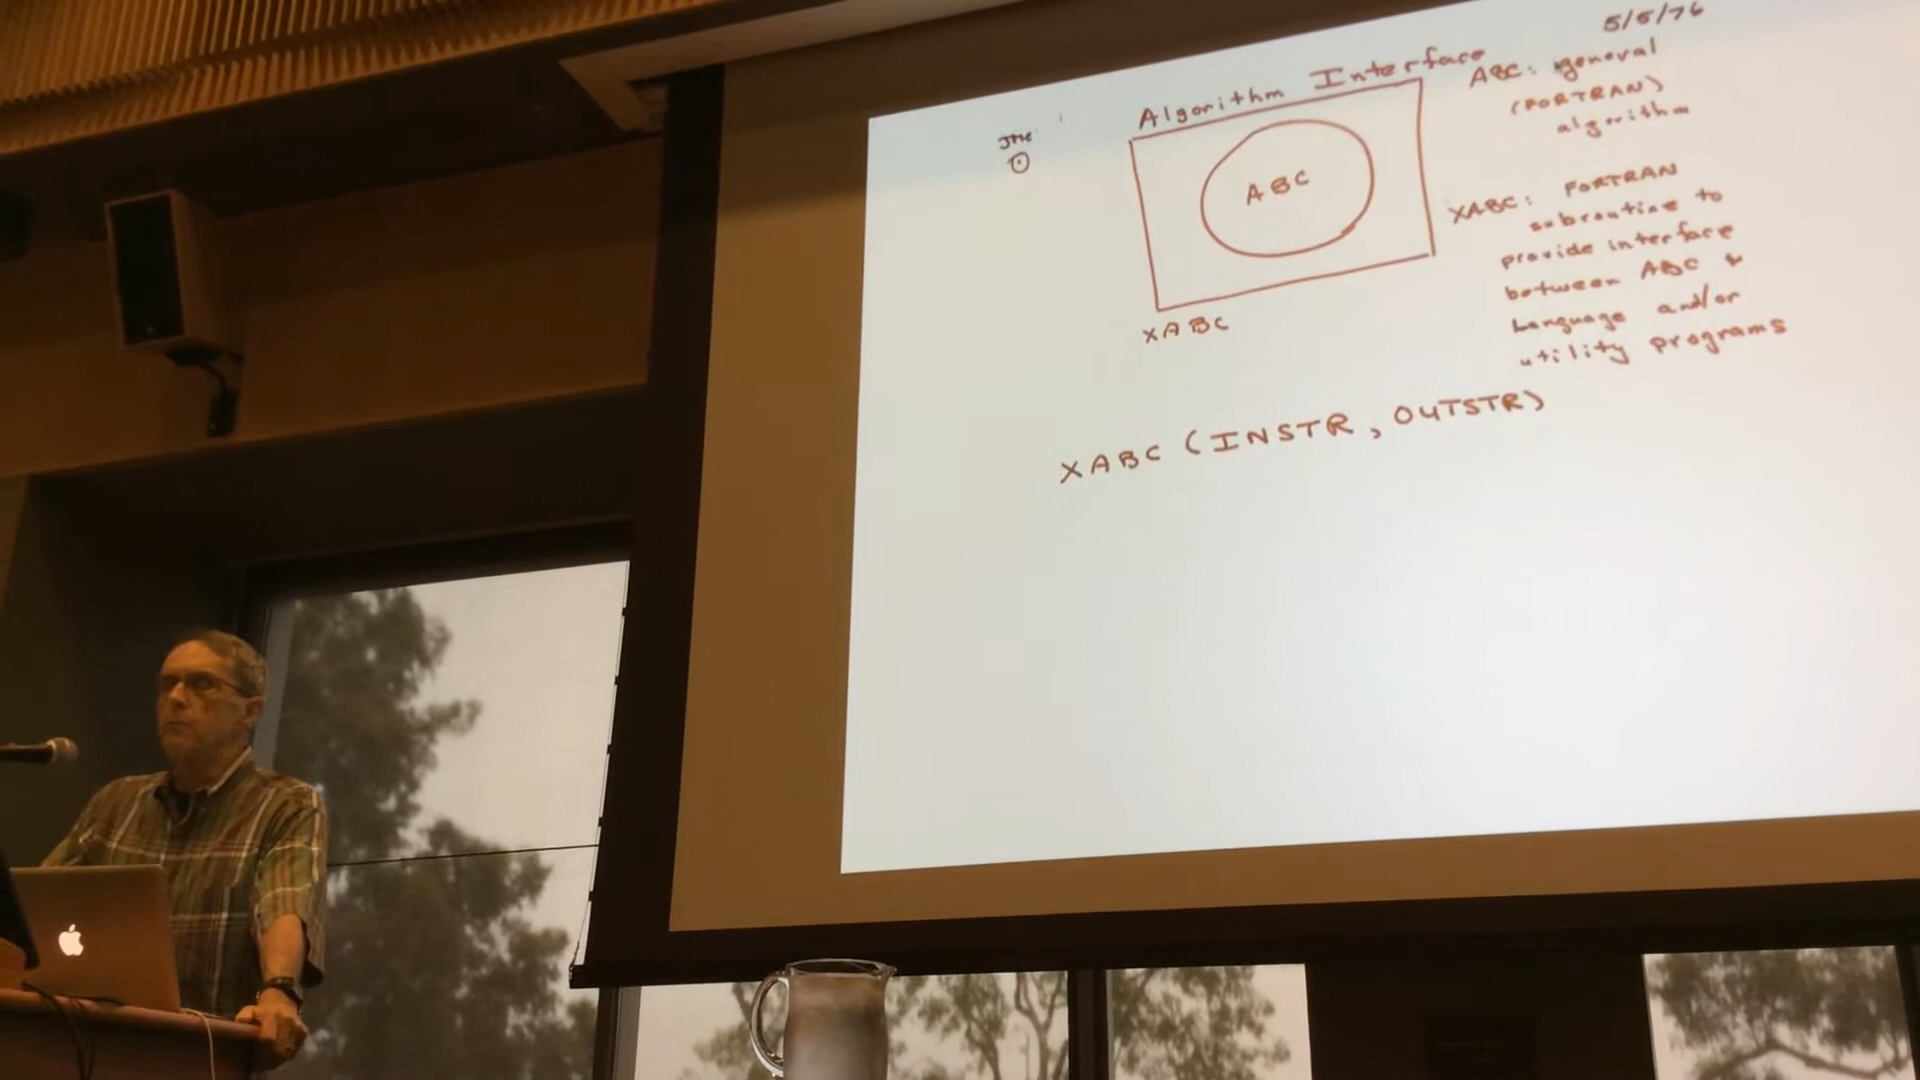 5/5/76
Algorithm Interface
ABC: general
(FORTRAN)
algorithm
ABC
XABC
XABC: FORTRAN
subroutine to
provide interface
between ABC &
Language and/or
utility programs
XABC (INSTR, OUTSTR)